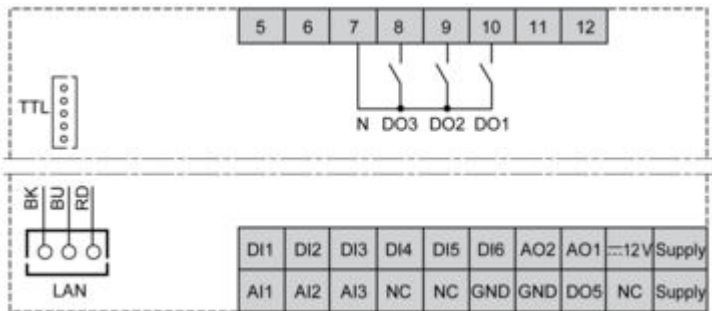 5 6 7 8 9 10 11 12
TTL
N DO3 DO2 DO1
BK BU RD
LAN
DI1 DI2 DI3 DI4 DI5 DI6 AO2 AO1 ⎓12V Supply
AI1 AI2 AI3 NC NC GND GND DO5 NC Supply